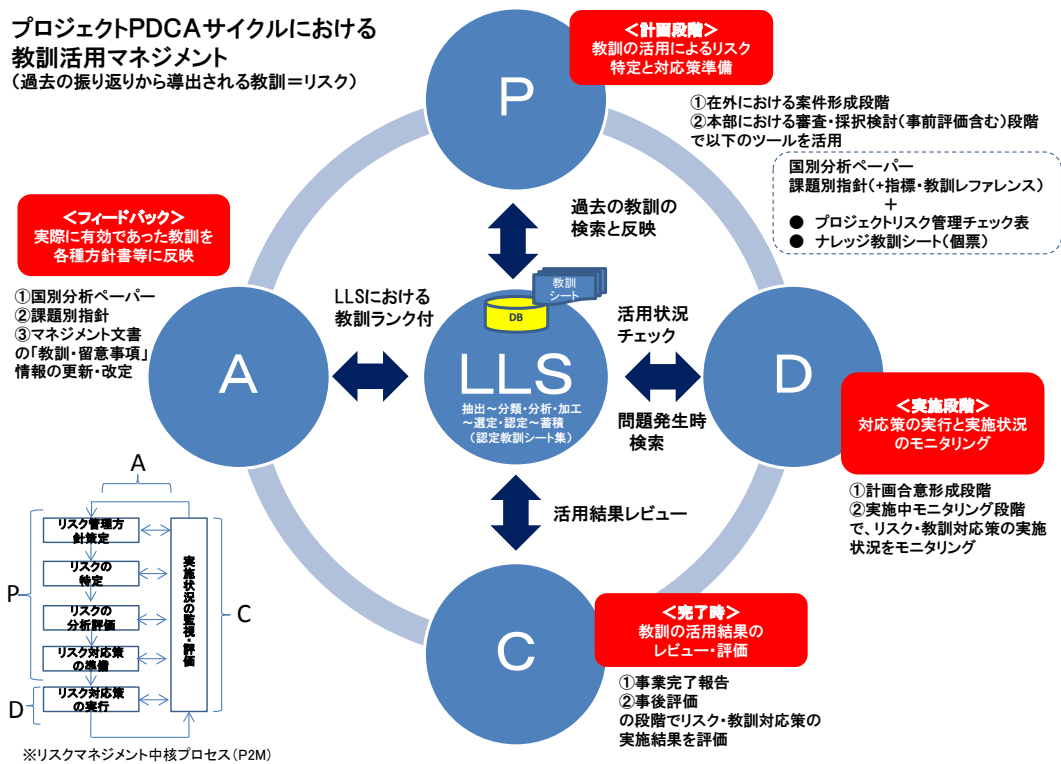 プロジェクトPDCAサイクルにおける
教訓活用マネジメント
（過去の振り返りから導出される教訓＝リスク）
P
＜計画段階＞
教訓の活用によるリスク
特定と対応策準備
①在外における案件形成段階
②本部における審査・採択検討（事前評価含む）段階
で以下のツールを活用
国別分析ペーパー
課題別指針（+指標・教訓レファレンス）
＋
● プロジェクトリスク管理チェック表
● ナレッジ教訓シート（個票）
＜フィードバック＞
実際に有効であった教訓を
各種方針書等に反映
①国別分析ペーパー
②課題別指針
③マネジメント文書
の「教訓・留意事項」
情報の更新・改定
A
過去の教訓の
検索と反映
LLSにおける
教訓ランク付
教訓
シート
DB
LLS
抽出～分類・分析・加工
～選定・認定～蓄積
（認定教訓シート集）
活用状況
チェック
問題発生時
検索
D
＜実施段階＞
対応策の実行と実施状況
のモニタリング
①計画合意形成段階
②実施中モニタリング段階
で、リスク・教訓対応策の実施
状況をモニタリング
活用結果レビュー
C
＜完了時＞
教訓の活用結果の
レビュー・評価
①事業完了報告
②事後評価
の段階でリスク・教訓対応策の
実施結果を評価
A
P
リスク管理方
針策定
リスクの
特定
リスクの
分析評価
リスク対応策
の準備
D
リスク対応策
の実行
実施状況の監視・評価
C
※リスクマネジメント中核プロセス（P2M）